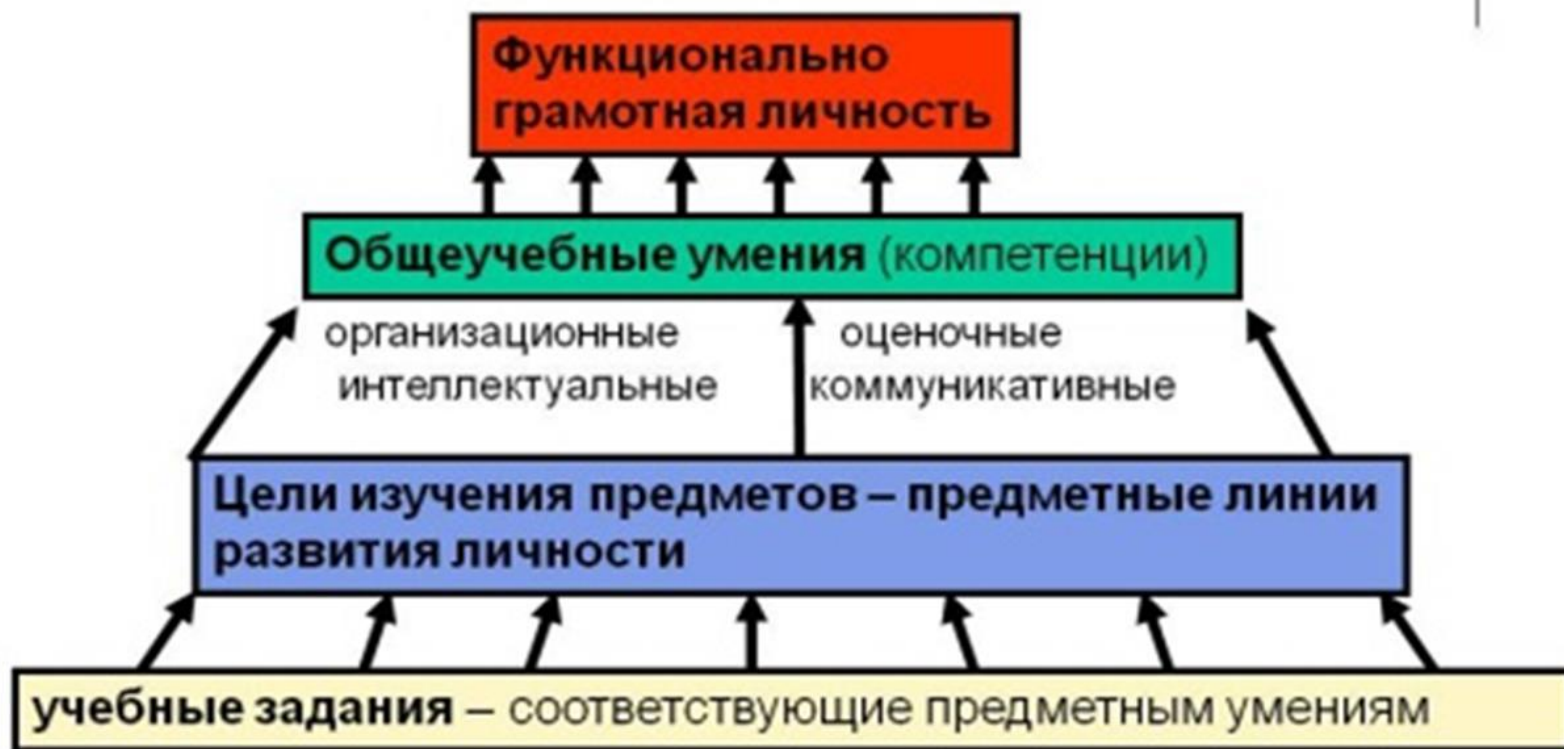 Функционально
грамотная личность
Общеучебные умения (компетенции)
организационные оценочные
интеллектуальные коммуникативные
Цели изучения предметов – предметные линии
развития личности
учебные задания – соответствующие предметным умениям